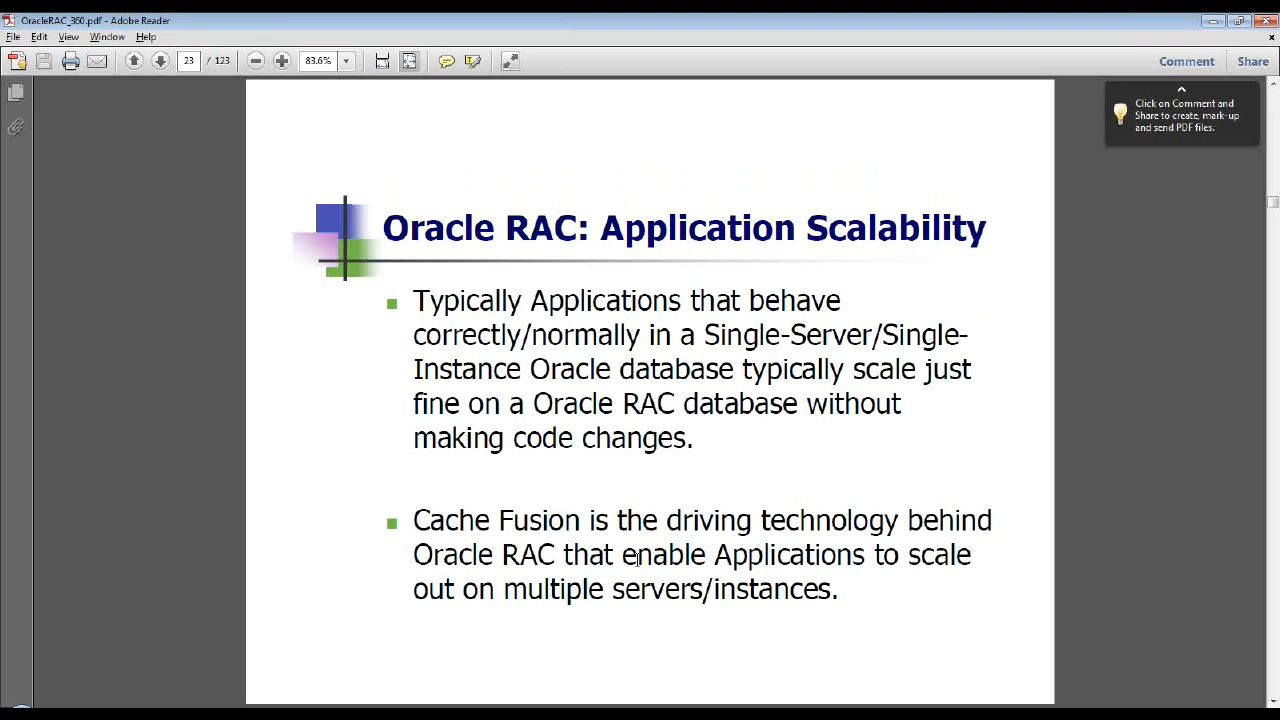 OracleRAC_360.pdf - Adobe Reader
File Edit View Window Help
23 / 123 83.6% Comment Share
Click on Comment and
Share to create, mark-up
and send PDF files.
Oracle RAC: Application Scalability
Typically Applications that behave
correctly/normally in a Single-Server/Single-
Instance Oracle database typically scale just
fine on a Oracle RAC database without
making code changes.
Cache Fusion is the driving technology behind
Oracle RAC that enable Applications to scale
out on multiple servers/instances.